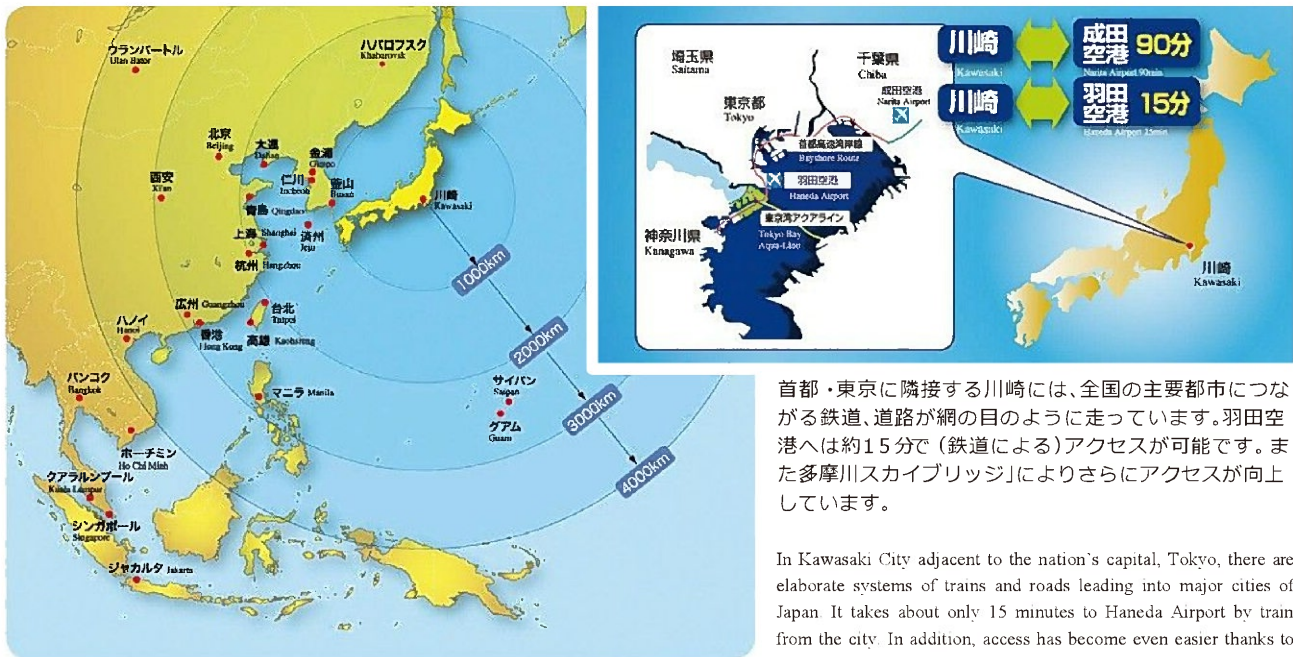 ウランバートル
Ulan Bator
ハバロフスク
Khabarovsk
北京
Beijing
大連
Dalian
金浦
Gimpo
仁川
Incheon
釜山
Busan
西安
Xi'an
青島 Qingdao
川崎
Kawasaki
上海 Shanghai
済州
Jeju
杭州 Hangzhou
1000km
広州 Guangzhou
台北
Taipei
ハノイ
Hanoi
香港
Hong Kong
高雄 Kaohsiung
2000km
バンコク
Bangkok
マニラ Manila
サイパン
Saipan
グアム
Guam
3000km
ホーチミン
Ho Chi Minh
4000km
クアラルンプール
Kuala Lumpur
シンガポール
Singapore
ジャカルタ Jakarta
埼玉県
Saitama
千葉県
Chiba
成田空港
Narita Airport
東京都
Tokyo
首都高速湾岸線
Bayshore Route
羽田空港
Haneda Airport
東京湾アクアライン
Tokyo Bay
Aqua-Line
神奈川県
Kanagawa
川崎
Kawasaki
成田空港 90分
Narita Airport 90min
川崎
Kawasaki
羽田空港 15分
Haneda Airport 15min
川崎
Kawasaki
首都・東京に隣接する川崎には、全国の主要都市につな
がる鉄道、道路が網の目のように走っています。羽田空
港へは約15分で（鉄道による）アクセスが可能です。ま
た多摩川スカイブリッジ」によりさらにアクセスが向上
しています。
In Kawasaki City adjacent to the nation's capital, Tokyo, there are
elaborate systems of trains and roads leading into major cities of
Japan. It takes about only 15 minutes to Haneda Airport by train
from the city. In addition, access has become even easier thanks to